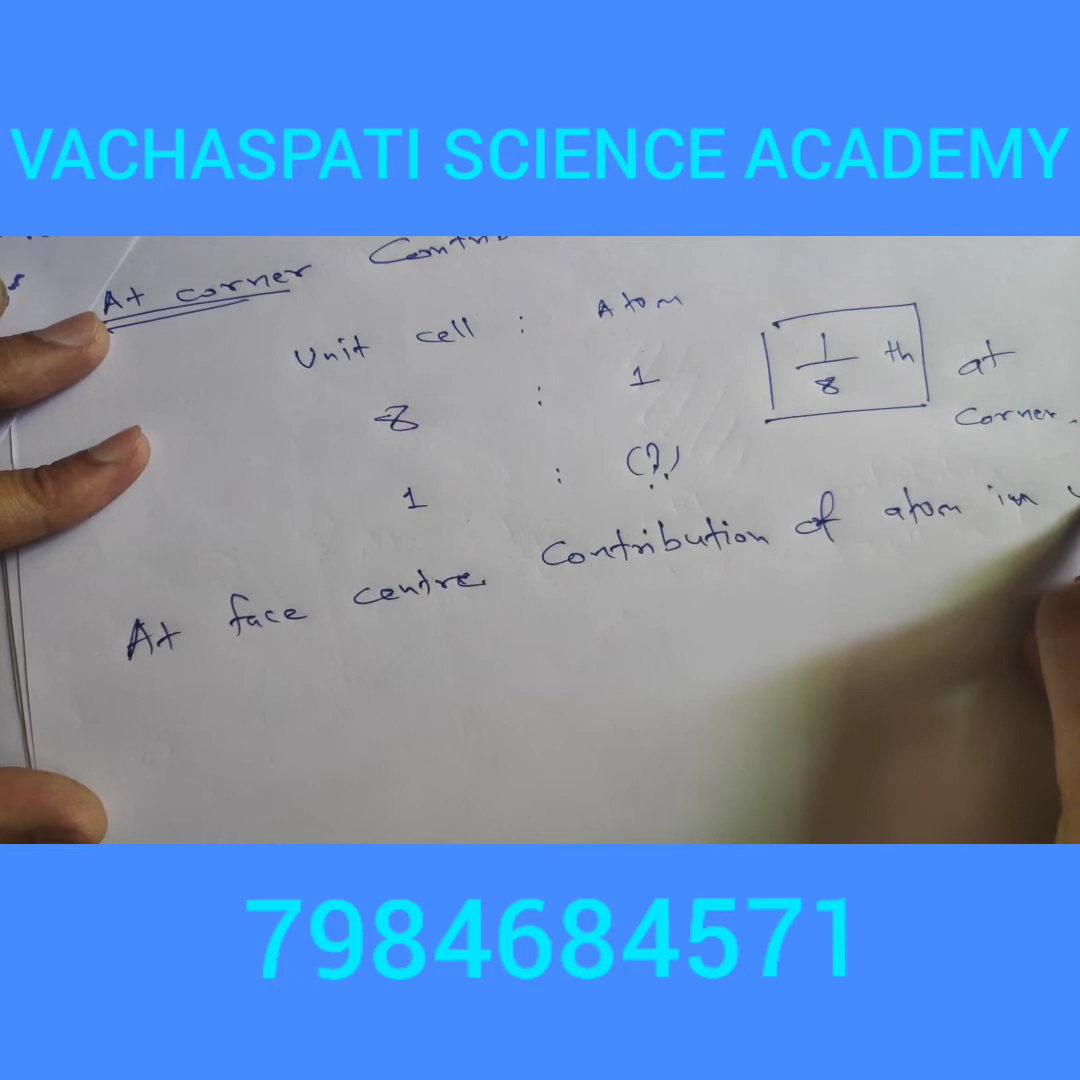 VACHASPATI SCIENCE ACADEMY
At corner
Unit cell : Atom
8 : 1
1/8 th at
corner.
1 : (?)
At face centre contribution of atom in
7984684571